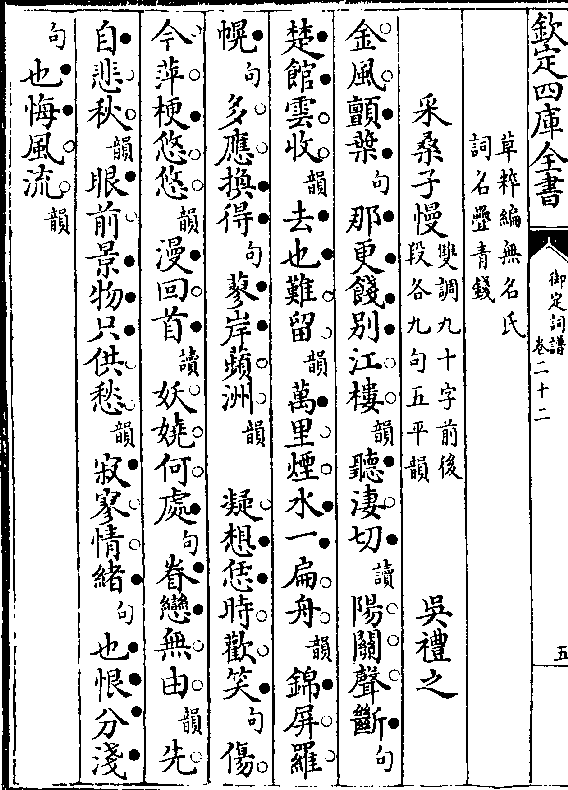 欽定四庫全書
御定詞譜
卷二十二
五
草粹編無名氏
詞名疊青錢
采桑子慢 雙調九十字前後
段各九句五平韻 吳禮之
金風顫葉句那更餞别江樓韻聽淒切讀陽關聲斷句
楚館雲收韻去也難留韻萬里煙水一扁舟韻錦屏羅
幌句多應換得句蓼岸蘋洲韻 凝想恁時歡笑句傷
今萍梗悠悠韻漫回首讀妖嬈何處句眷戀無由韻先
自悲秋韻眼前景物只供愁韻寂寥情緒句也恨分淺
句也悔風流韻